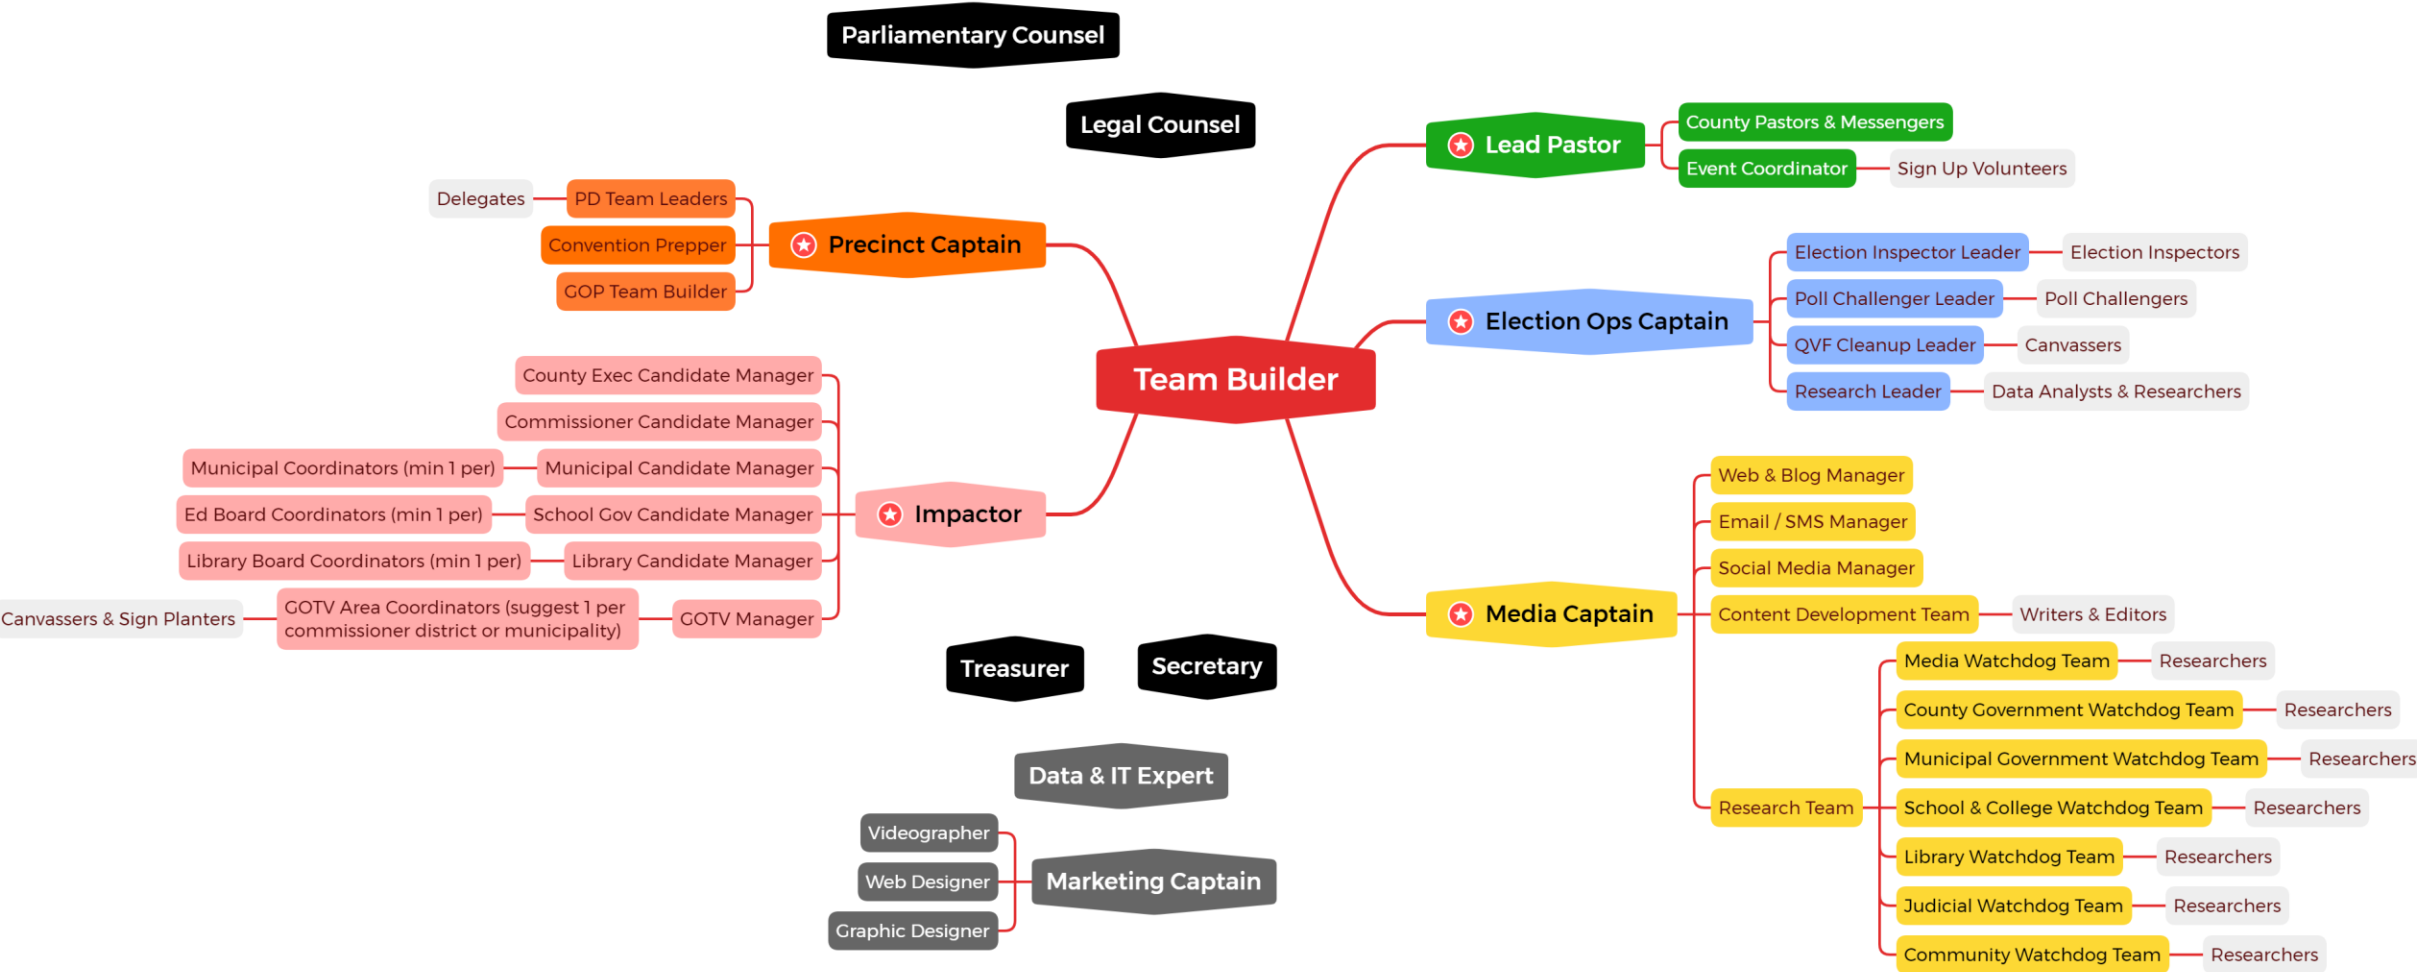 Parliamentary Counsel
Legal Counsel
Team Builder
Precinct Captain
PD Team Leaders
Delegates
Convention Prepper
GOP Team Builder
Impactor
County Exec Candidate Manager
Commissioner Candidate Manager
Municipal Candidate Manager
Municipal Coordinators (min 1 per)
School Gov Candidate Manager
Ed Board Coordinators (min 1 per)
Library Candidate Manager
Library Board Coordinators (min 1 per)
GOTV Manager
GOTV Area Coordinators (suggest 1 per
commissioner district or municipality)
Canvassers & Sign Planters
Lead Pastor
County Pastors & Messengers
Event Coordinator
Sign Up Volunteers
Election Ops Captain
Election Inspector Leader
Election Inspectors
Poll Challenger Leader
Poll Challengers
QVF Cleanup Leader
Canvassers
Research Leader
Data Analysts & Researchers
Media Captain
Web & Blog Manager
Email / SMS Manager
Social Media Manager
Content Development Team
Writers & Editors
Research Team
Media Watchdog Team
Researchers
County Government Watchdog Team
Researchers
Municipal Government Watchdog Team
Researchers
School & College Watchdog Team
Researchers
Library Watchdog Team
Researchers
Judicial Watchdog Team
Researchers
Community Watchdog Team
Researchers
Treasurer
Secretary
Data & IT Expert
Marketing Captain
Videographer
Web Designer
Graphic Designer